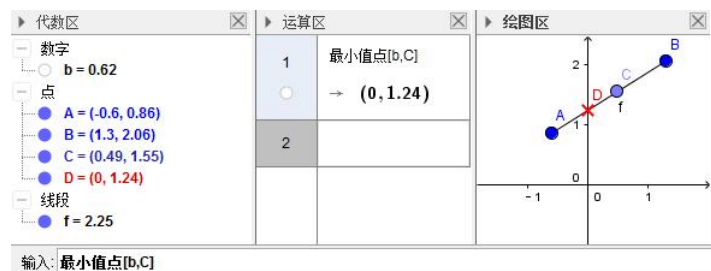 代数区
数字
b = 0.62
点
A = (-0.6, 0.86)
B = (1.3, 2.06)
C = (0.49, 1.55)
D = (0, 1.24)
线段
f = 2.25
运算区
1
最小值点[b,C]
→ (0,1.24)
2
绘图区
2
1
0
-1
0
1
A
B
C
D
f
输入: 最小值点[b,C]